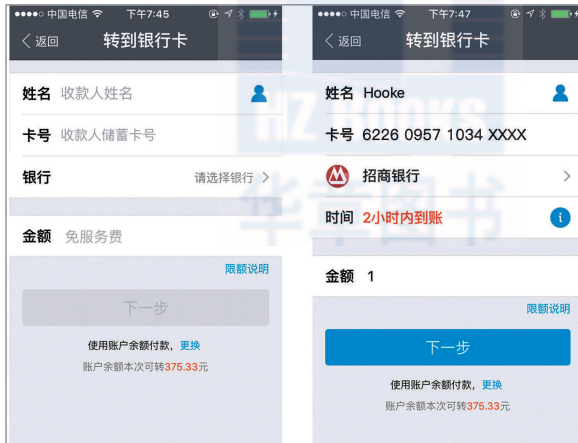 中国电信 下午7:45
返回 转到银行卡
姓名 收款人姓名
卡号 收款人储蓄卡号
银行 请选择银行
金额 免服务费
限额说明
下一步
使用账户余额付款，更换
账户余额本次可转375.33元
中国电信 下午7:47
返回 转到银行卡
姓名 Hooke
卡号 6226 0957 1034 XXXX
招商银行
时间 2小时内到账
金额 1
限额说明
下一步
使用账户余额付款，更换
账户余额本次可转375.33元
HZ BOOKS
华章图书